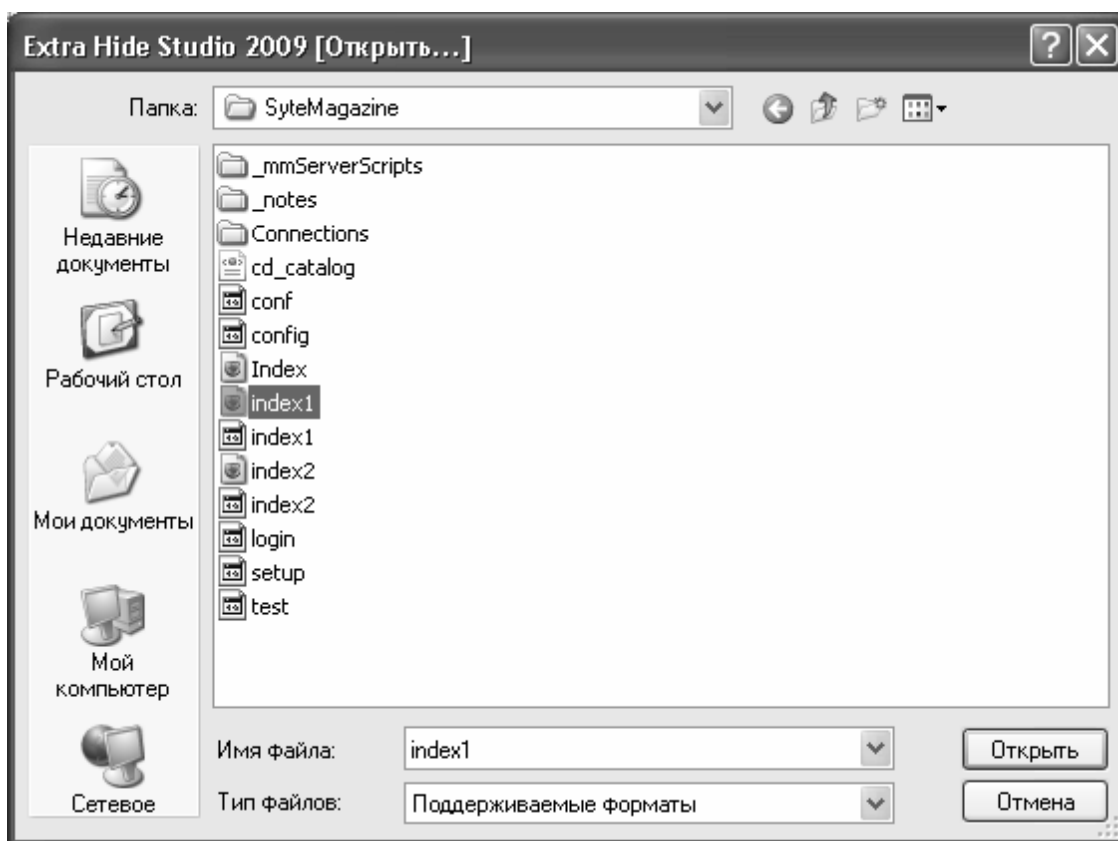 Extra Hide Studio 2009 [Открыть...]
Папка: SyteMagazine
Недавние
документы
Рабочий стол
Мои документы
Мой
компьютер
Сетевое
_mmServerScripts
_notes
Connections
cd_catalog
conf
config
Index
index1
index1
index2
index2
login
setup
test
Имя файла: index1 Открыть
Тип файлов: Поддерживаемые форматы Отмена